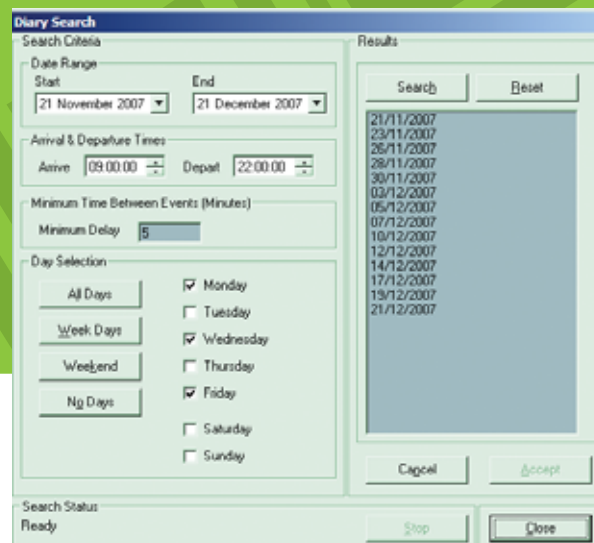 Diary Search
Search Criteria
Date Range
Start
End
21 November 2007
21 December 2007
Arrival & Departure Times
Arrive
09:00:00
Depart
22:00:00
Minimum Time Between Events (Minutes)
Minimum Delay
5
Day Selection
All Days
Week Days
Weekend
No Days
Monday
Tuesday
Wednesday
Thursday
Friday
Saturday
Sunday
Results
Search
Reset
21/11/2007
23/11/2007
26/11/2007
28/11/2007
30/11/2007
03/12/2007
05/12/2007
07/12/2007
10/12/2007
12/12/2007
14/12/2007
17/12/2007
19/12/2007
21/12/2007
Cancel
Accept
Search Status
Ready
Stop
Close